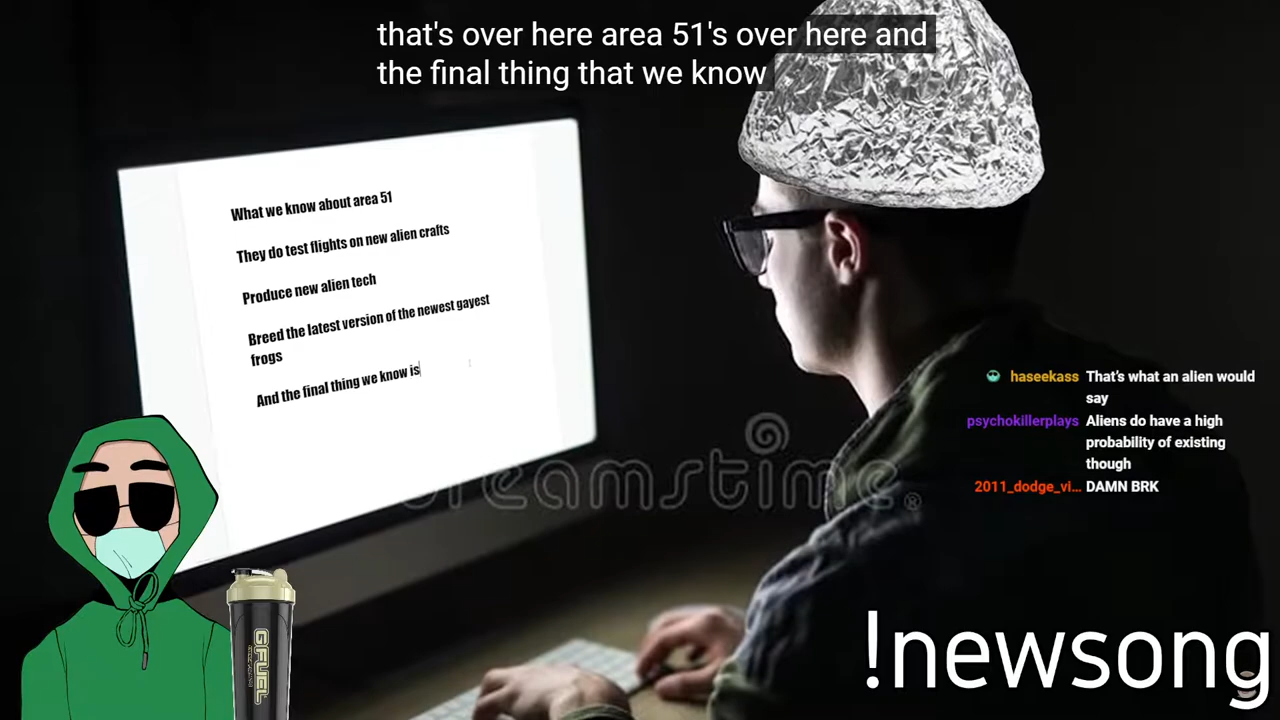 that's over here area 51's over here and
the final thing that we know
What we know about area 51
They do test flights on new alien crafts
Produce new alien tech
Breed the latest version of the newest gayest
frogs
And the final thing we know is
haseekass That's what an alien would
say
psychokillerplays Aliens do have a high
probability of existing
though
2011_dodge_vi... DAMN BRK
dreamstime®
GFUEL
!newsong